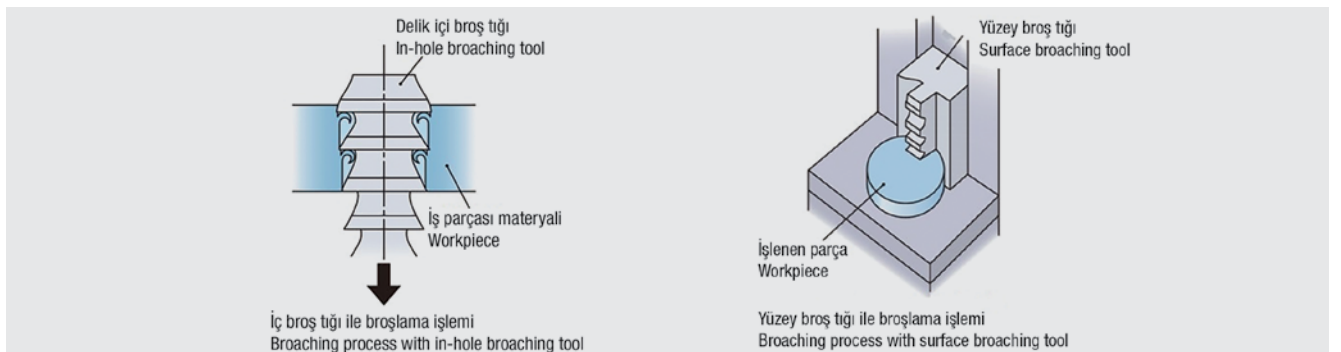 Delik içi broş tığı
In-hole broaching tool
İş parçası materyali
Workpiece
İç broş tığı ile broşlama işlemi
Broaching process with in-hole broaching tool
Yüzey broş tığı
Surface broaching tool
İşlenen parça
Workpiece
Yüzey broş tığı ile broşlama işlemi
Broaching process with surface broaching tool